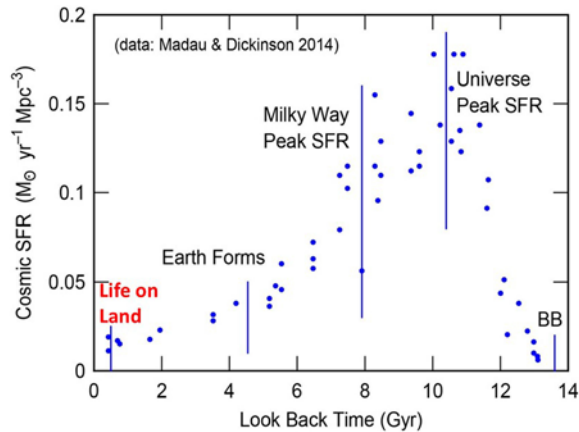 (data: Madau & Dickinson 2014)
Universe
Peak SFR
Milky Way
Peak SFR
Earth Forms
Life on
Land
BB
0.2
0.15
0.1
0.05
0
Cosmic SFR (M⊙ yr⁻¹ Mpc⁻³)
0 2 4 6 8 10 12 14
Look Back Time (Gyr)